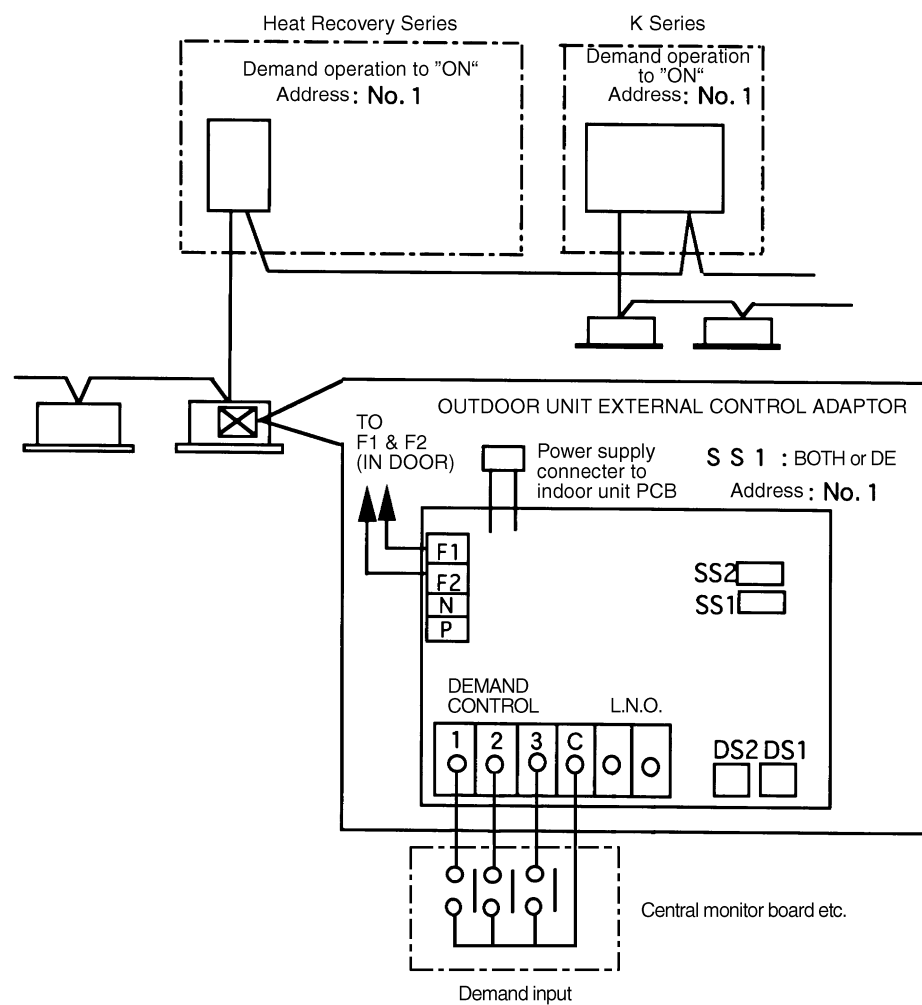 Heat Recovery Series
K Series
Demand operation to ”ON“
Address : No. 1
Demand operation
to ”ON“
Address : No. 1
OUTDOOR UNIT EXTERNAL CONTROL ADAPTOR
TO
F1 & F2
(IN DOOR)
Power supply
connecter to
indoor unit PCB
S S 1 : BOTH or DE
Address : No. 1
F1
F2
N
P
SS2
SS1
DEMAND
CONTROL
L.N.O.
1 2 3 C
DS2 DS1
Central monitor board etc.
Demand input